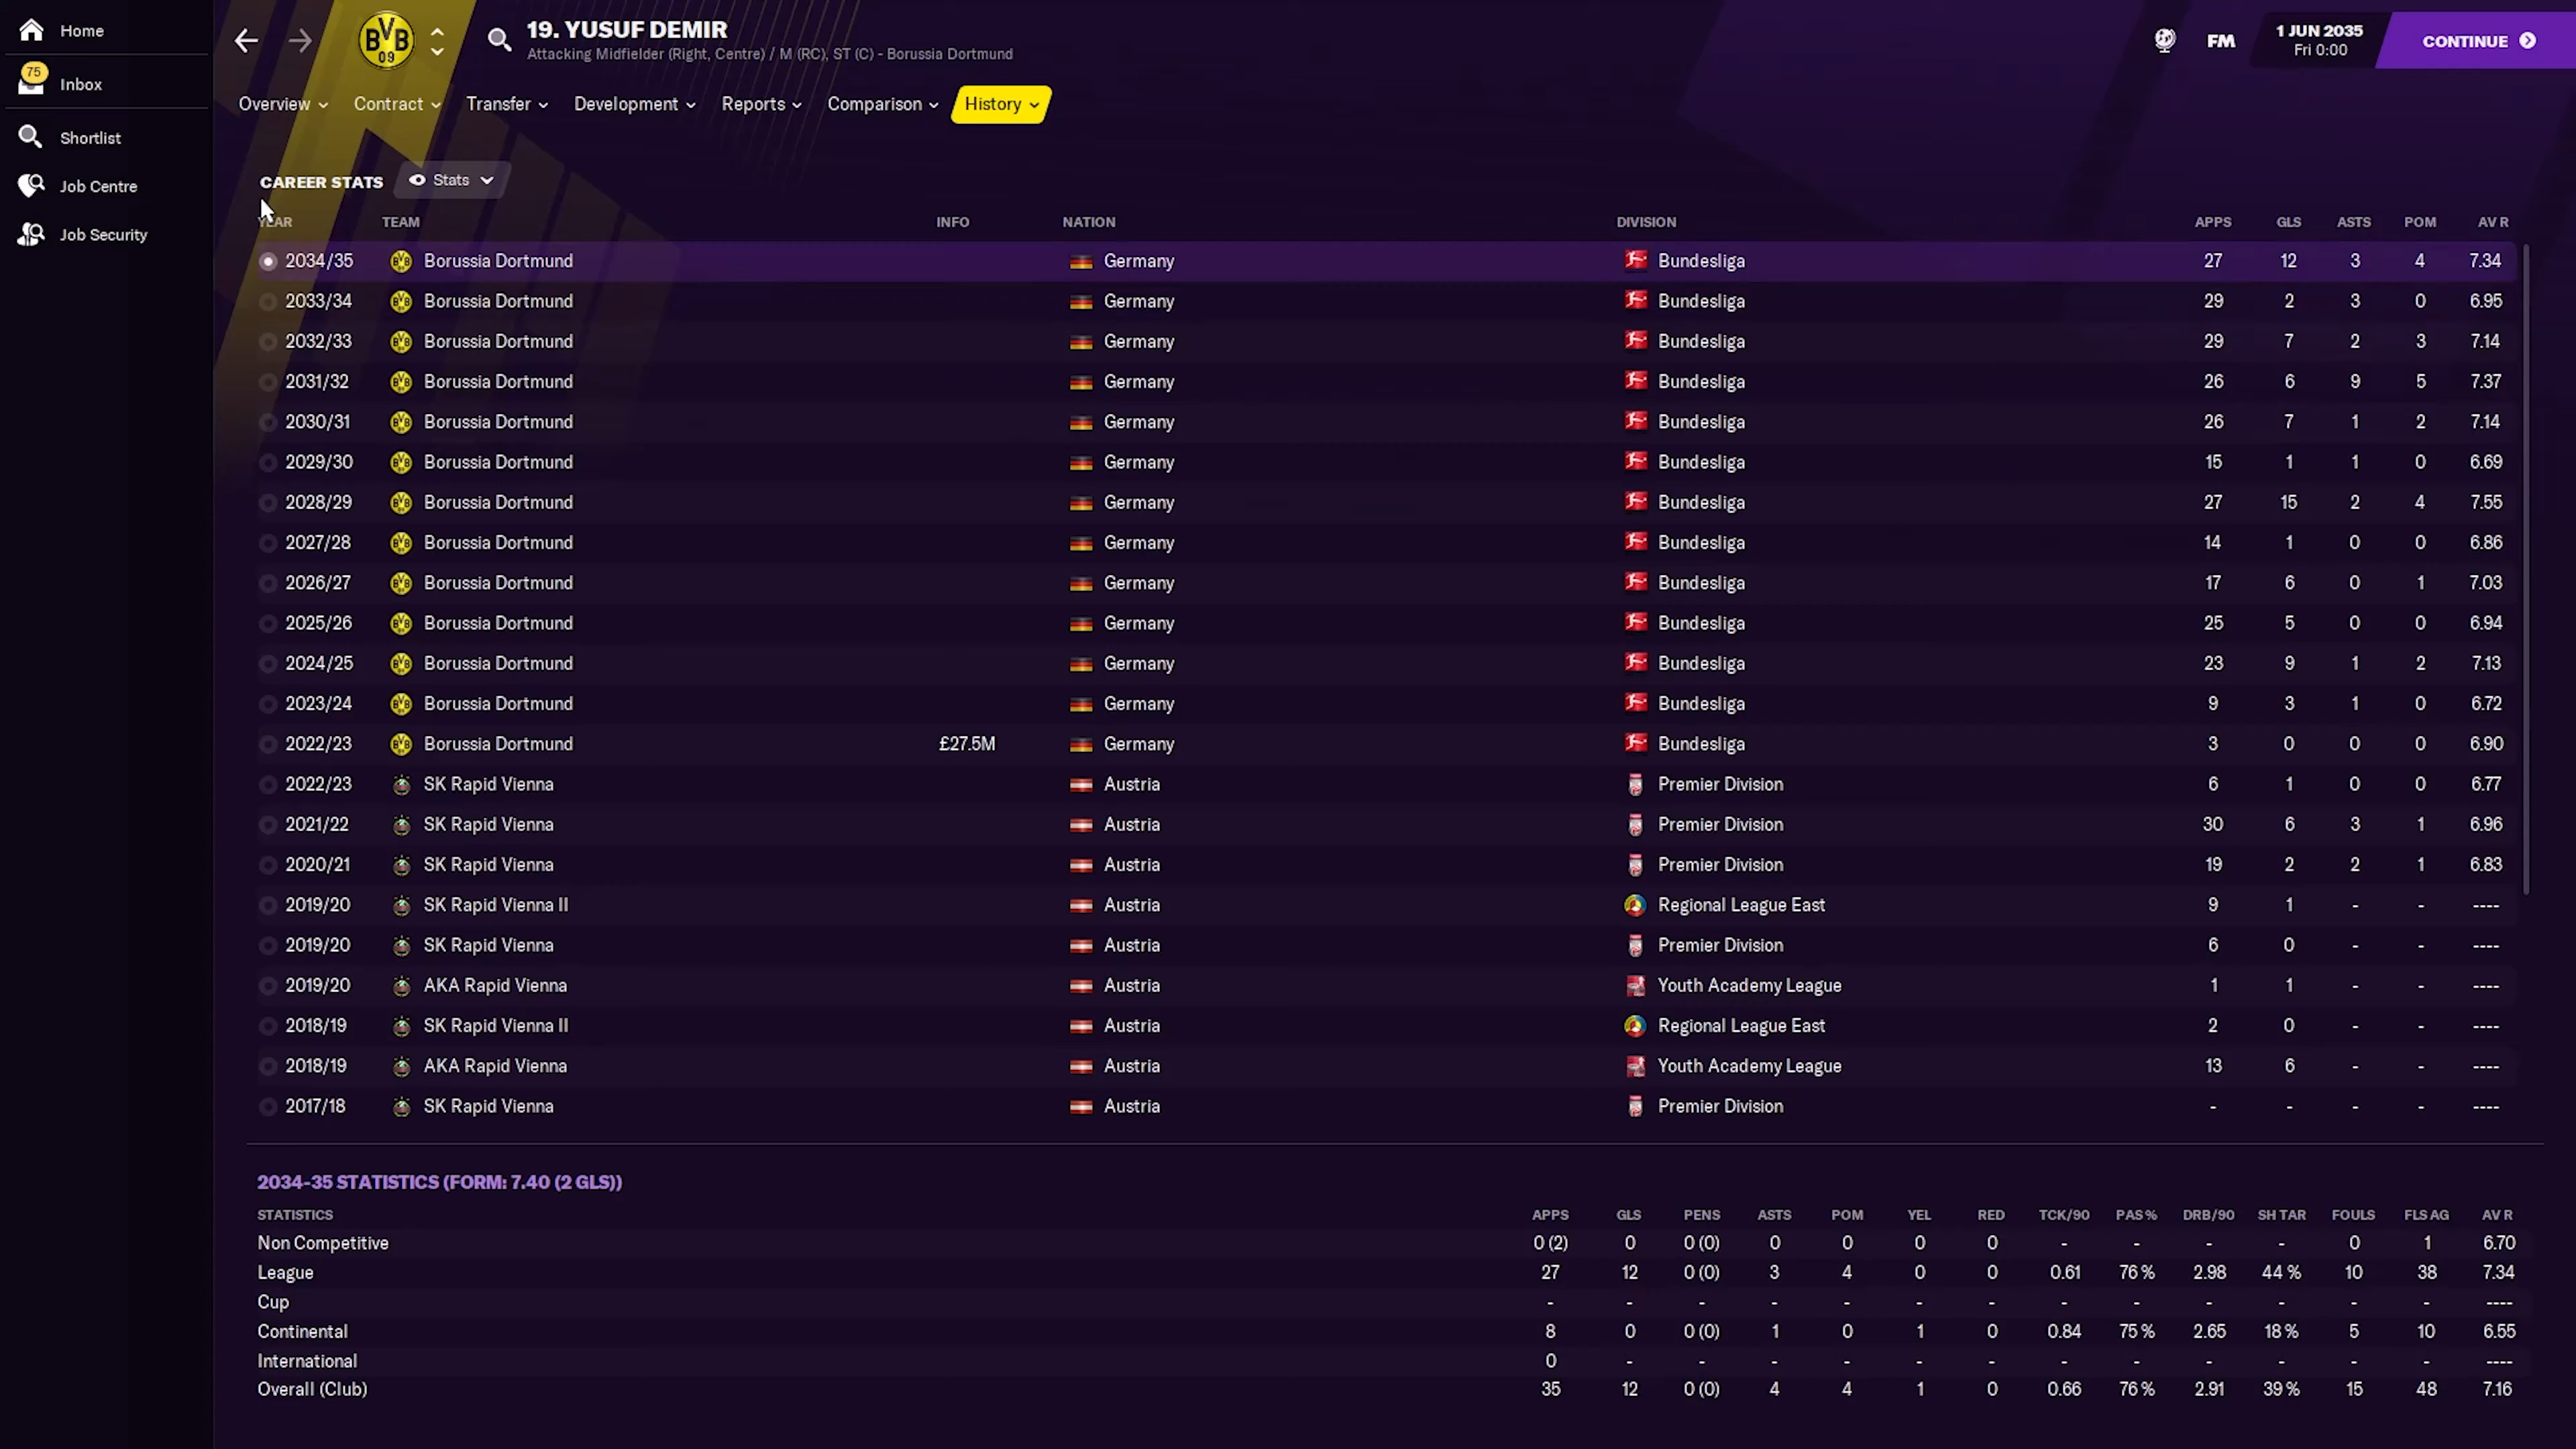 Home
75
Inbox
Shortlist
Job Centre
Job Security
BVB 09
19. YUSUF DEMIR
Attacking Midfielder (Right, Centre) / M (RC), ST (C) - Borussia Dortmund
FM
1 JUN 2035
Fri 0:00
CONTINUE
Overview Contract Transfer Development Reports Comparison History
CAREER STATS Stats
YEAR TEAM INFO NATION DIVISION APPS GLS ASTS POM AV R
2034/35 Borussia Dortmund Germany Bundesliga 27 12 3 4 7.34
2033/34 Borussia Dortmund Germany Bundesliga 29 2 3 0 6.95
2032/33 Borussia Dortmund Germany Bundesliga 29 7 2 3 7.14
2031/32 Borussia Dortmund Germany Bundesliga 26 6 9 5 7.37
2030/31 Borussia Dortmund Germany Bundesliga 26 7 1 2 7.14
2029/30 Borussia Dortmund Germany Bundesliga 15 1 1 0 6.69
2028/29 Borussia Dortmund Germany Bundesliga 27 15 2 4 7.55
2027/28 Borussia Dortmund Germany Bundesliga 14 1 0 0 6.86
2026/27 Borussia Dortmund Germany Bundesliga 17 6 0 1 7.03
2025/26 Borussia Dortmund Germany Bundesliga 25 5 0 0 6.94
2024/25 Borussia Dortmund Germany Bundesliga 23 9 1 2 7.13
2023/24 Borussia Dortmund Germany Bundesliga 9 3 1 0 6.72
2022/23 Borussia Dortmund £27.5M Germany Bundesliga 3 0 0 0 6.90
2022/23 SK Rapid Vienna Austria Premier Division 6 1 0 0 6.77
2021/22 SK Rapid Vienna Austria Premier Division 30 6 3 1 6.96
2020/21 SK Rapid Vienna Austria Premier Division 19 2 2 1 6.83
2019/20 SK Rapid Vienna II Austria Regional League East 9 1 - - ----
2019/20 SK Rapid Vienna Austria Premier Division 6 0 - - ----
2019/20 AKA Rapid Vienna Austria Youth Academy League 1 1 - - ----
2018/19 SK Rapid Vienna II Austria Regional League East 2 0 - - ----
2018/19 AKA Rapid Vienna Austria Youth Academy League 13 6 - - ----
2017/18 SK Rapid Vienna Austria Premier Division - - - - ----
2034-35 STATISTICS (FORM: 7.40 (2 GLS))
STATISTICS APPS GLS PENS ASTS POM YEL RED TCK/90 PAS % DRB/90 SH TAR FOULS FLS AG AV R
Non Competitive 0 (2) 0 0 (0) 0 0 0 0 - - - - 0 1 6.70
League 27 12 0 (0) 3 4 0 0 0.61 76 % 2.98 44 % 10 38 7.34
Cup - - - - - - - - - - - - - ----
Continental 8 0 0 (0) 1 0 1 0 0.84 75 % 2.65 18 % 5 10 6.55
International 0 - - - - - - - - - - - - ----
Overall (Club) 35 12 0 (0) 4 4 1 0 0.66 76 % 2.91 39 % 15 48 7.16